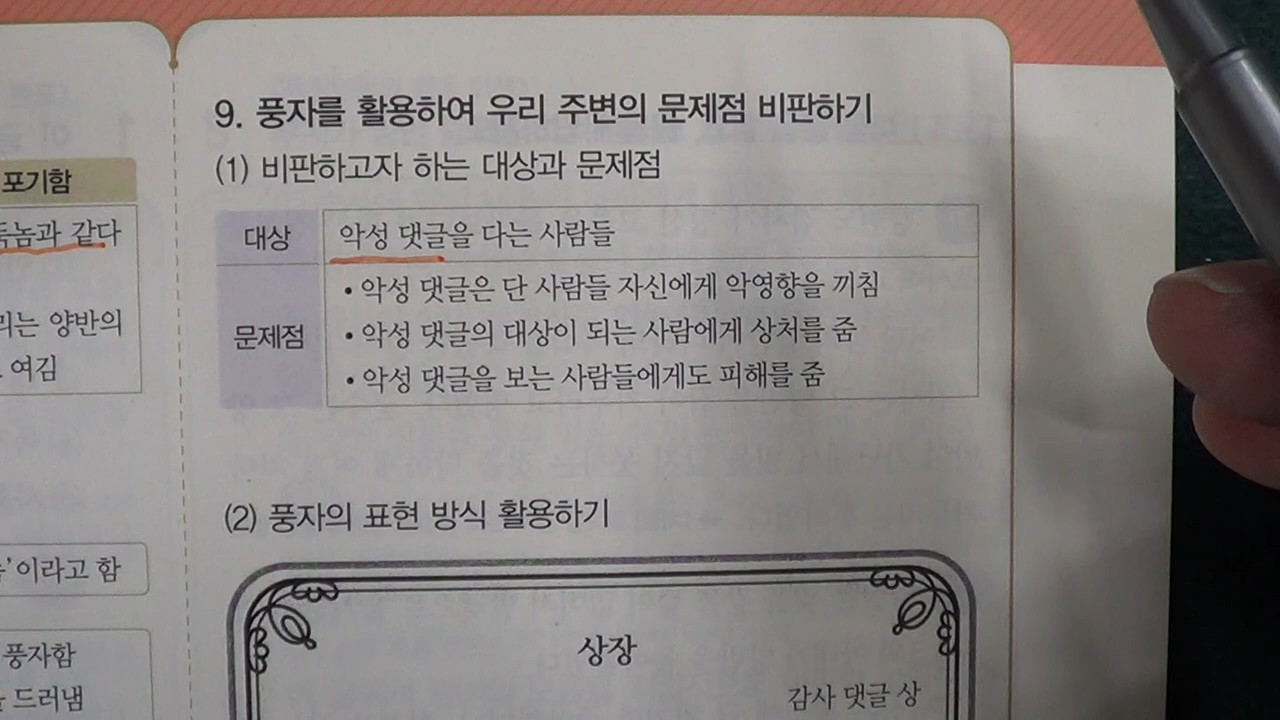 포기함
독놈과 같다
리는 양반의
여김
'이라고 함
풍자함
드러냄
9. 풍자를 활용하여 우리 주변의 문제점 비판하기
(1) 비판하고자 하는 대상과 문제점
대상
악성 댓글을 다는 사람들
문제점
• 악성 댓글은 단 사람들 자신에게 악영향을 끼침
• 악성 댓글의 대상이 되는 사람에게 상처를 줌
• 악성 댓글을 보는 사람들에게도 피해를 줌
(2) 풍자의 표현 방식 활용하기
상장
감사 댓글 상